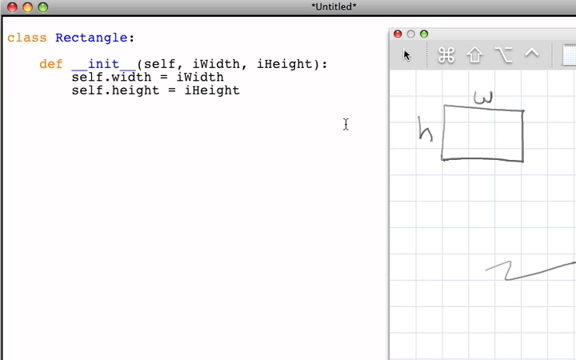 *Untitled*
class Rectangle:
def __init__(self, iWidth, iHeight):
self.width = iWidth
self.height = iHeight
w
h